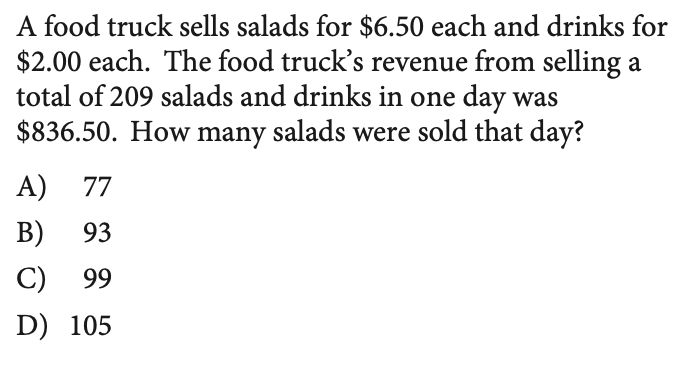 A food truck sells salads for $6.50 each and drinks for
$2.00 each. The food truck’s revenue from selling a
total of 209 salads and drinks in one day was
$836.50. How many salads were sold that day?
A) 77
B) 93
C) 99
D) 105